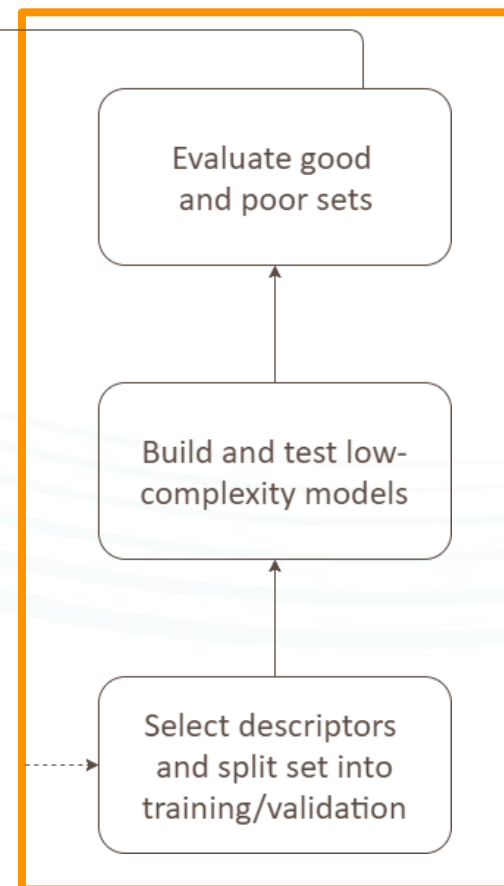 Evaluate good
and poor sets
Build and test low-
complexity models
Select descriptors
and split set into
training/validation